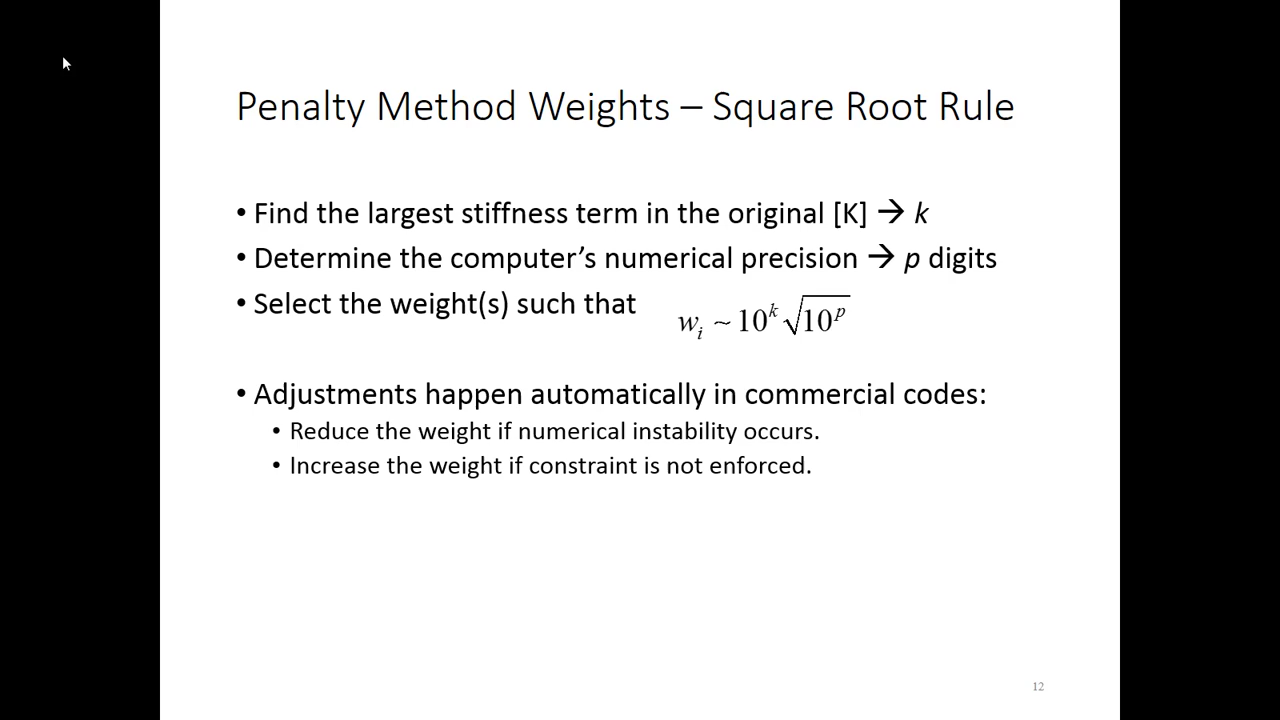 Penalty Method Weights – Square Root Rule
• Find the largest stiffness term in the original [K] → k
• Determine the computer’s numerical precision → p digits
• Select the weight(s) such that w_i ~ 10^k √(10^p)
• Adjustments happen automatically in commercial codes:
• Reduce the weight if numerical instability occurs.
• Increase the weight if constraint is not enforced.
12